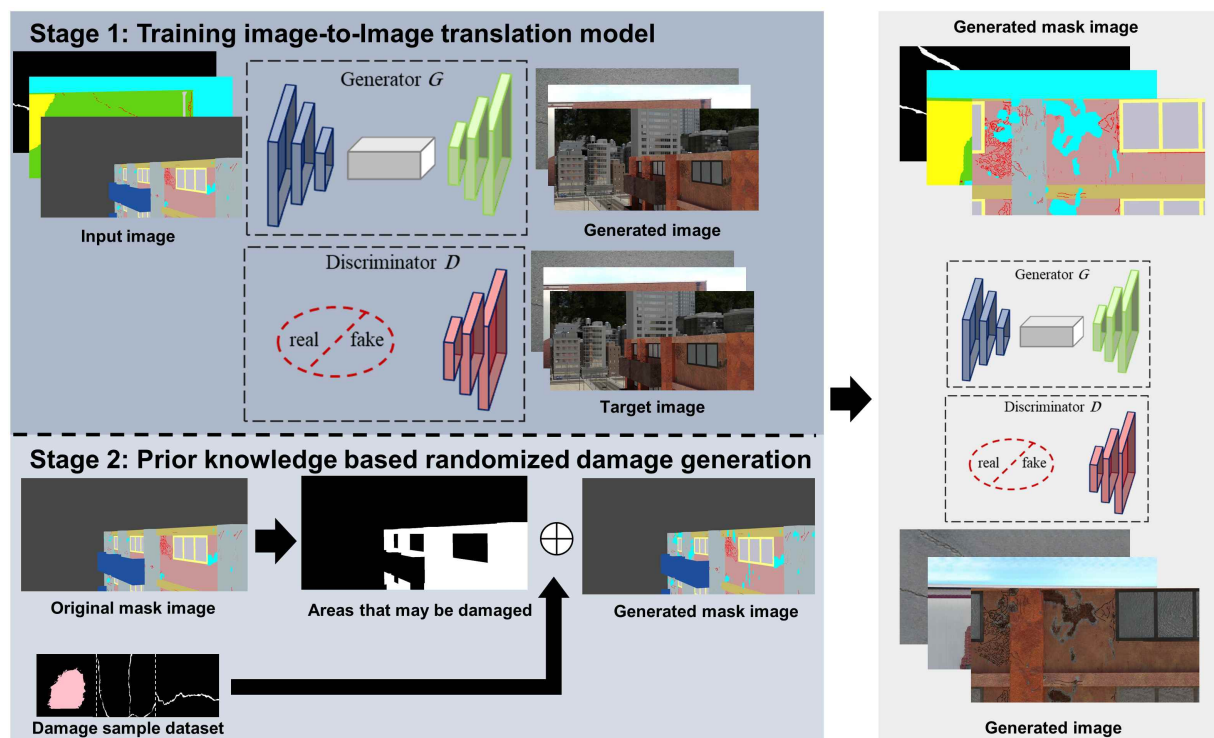 Stage 1: Training image-to-Image translation model
Generator G
Input image
Generated image
Discriminator D
real
fake
Target image
Stage 2: Prior knowledge based randomized damage generation
Original mask image
Areas that may be damaged
Generated mask image
Damage sample dataset
Generated mask image
Generator G
Discriminator D
real
fake
Generated image